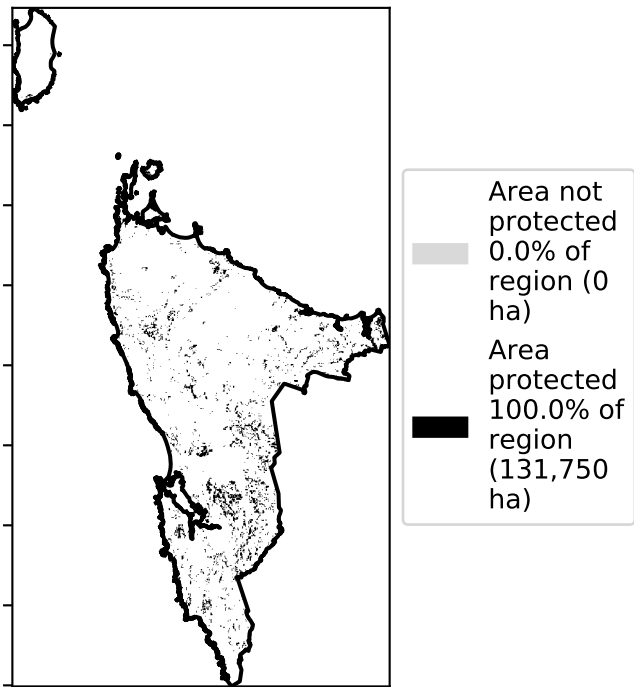 Area not
protected
0.0% of
region (0
ha)
Area
protected
100.0% of
region
(131,750
ha)